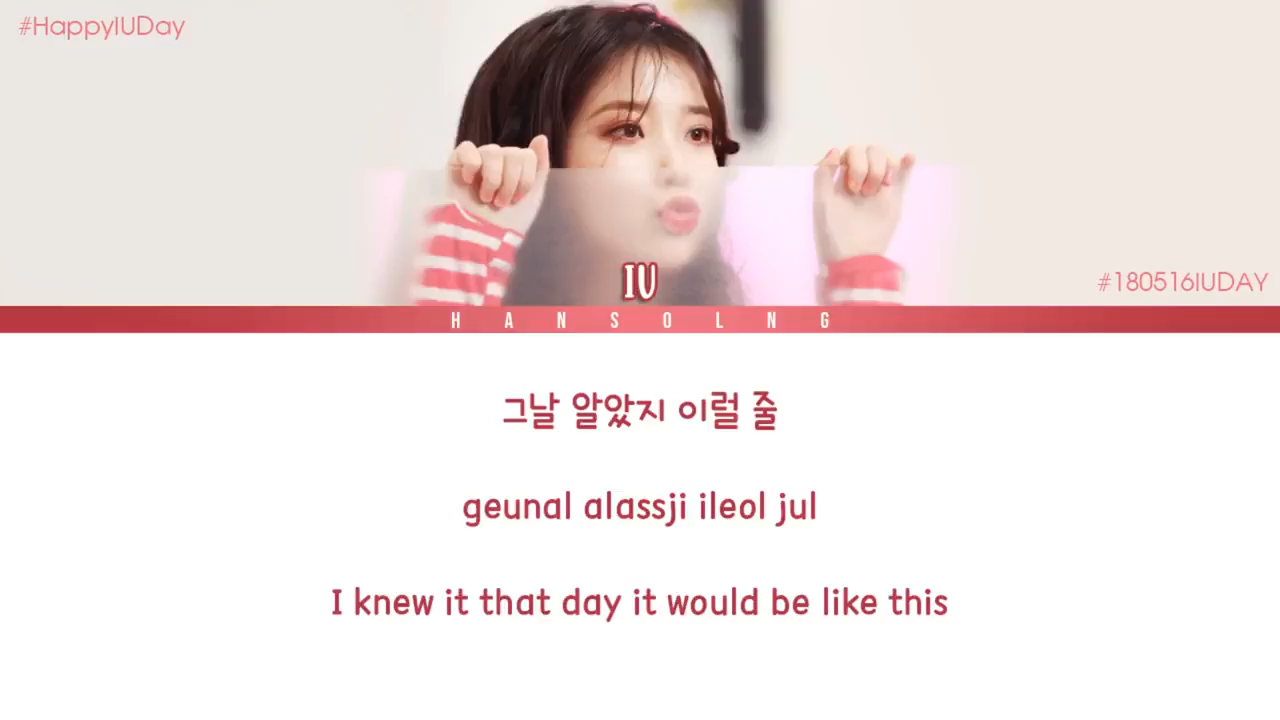 #HappyIUDay
IU
#180516IUDAY
HANSOLNG
그날 알았지 이럴 줄
geunal alassji ileol jul
I knew it that day it would be like this